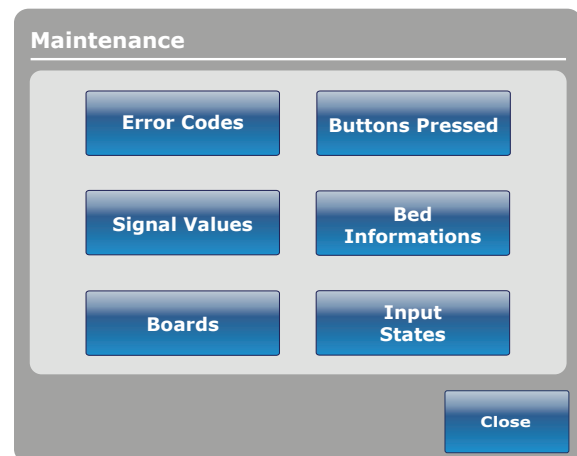 Maintenance
Error Codes
Buttons Pressed
Signal Values
Bed
Informations
Boards
Input
States
Close